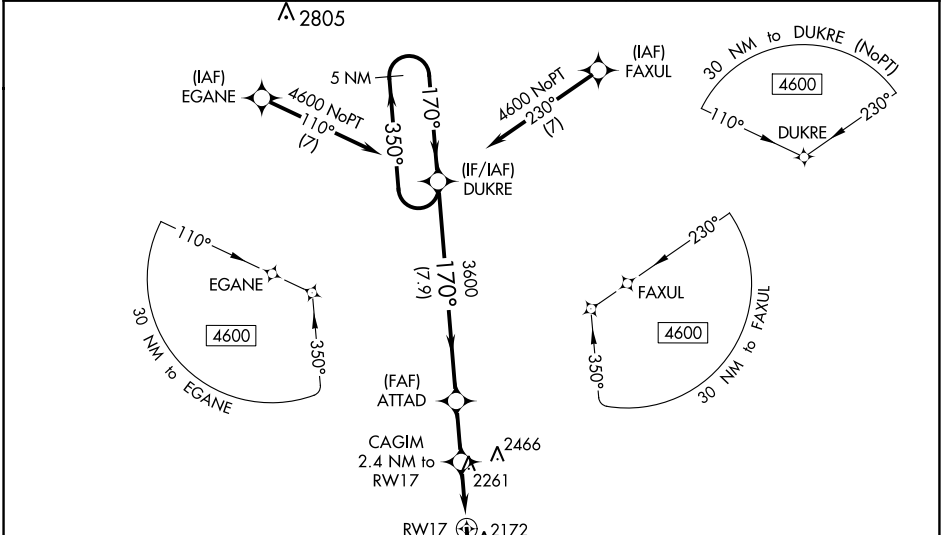 2805
(IAF)
EGANE
4600 NoPT
110°
(7)
5 NM
350°
170°
(IAF)
FAXUL
4600 NoPT
230°
(7)
(IF/IAF)
DUKRE
30 NM to DUKRE (NoPT)
4600
110°
230°
DUKRE
110°
EGANE
4600
350°
30 NM to EGANE
3600
170°
(7.9)
230°
FAXUL
4600
350°
30 NM to FAXUL
(FAF)
ATTAD
CAGIM
2.4 NM to
RW17
2466
2261
RW17
2172